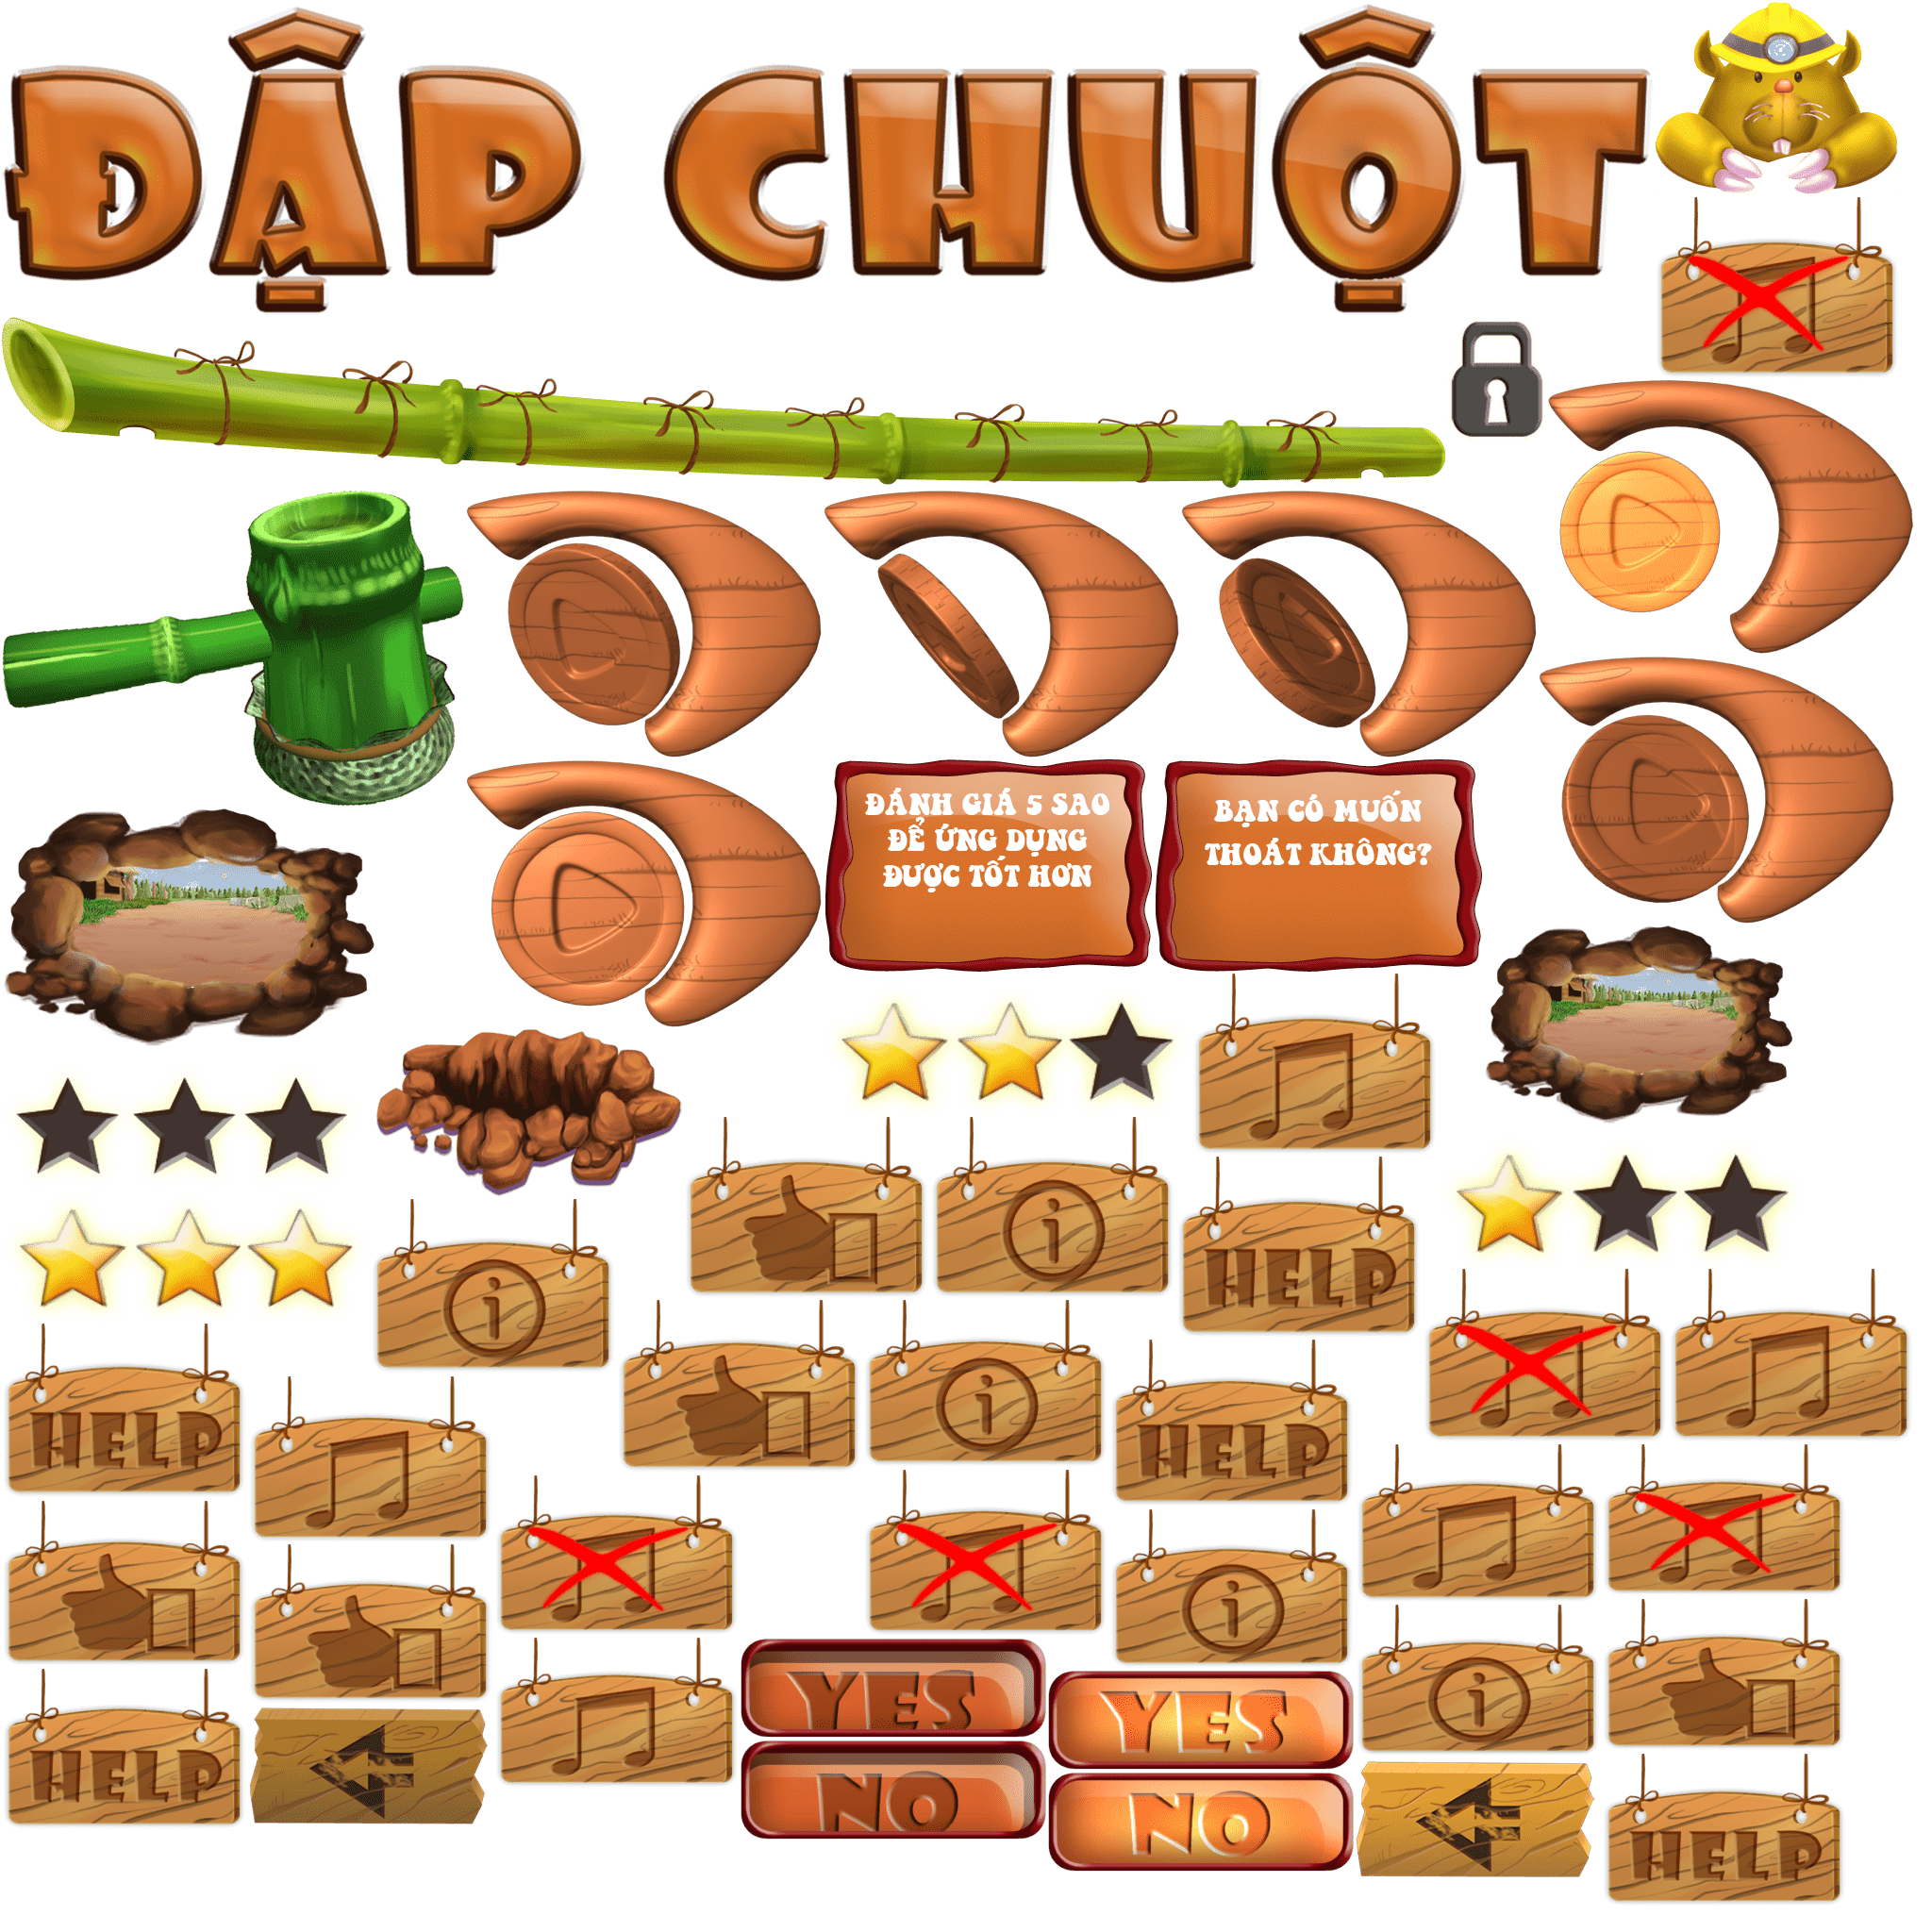 ĐẬP CHUỘT
ĐÁNH GIÁ 5 SAO
ĐỂ ỨNG DỤNG
ĐƯỢC TỐT HƠN
BẠN CÓ MUỐN
THOÁT KHÔNG?
HELP
HELP
HELP
HELP
YES
YES
NO
NO
HELP
HELP